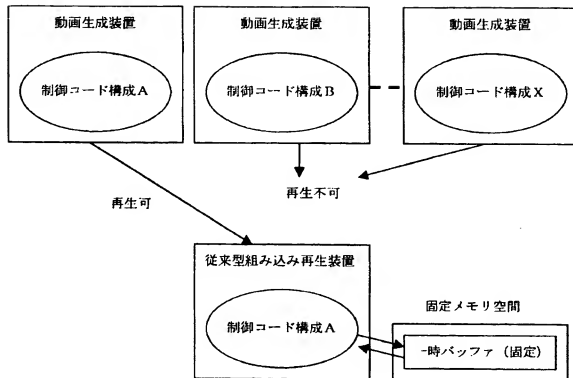 動画生成装置
動画生成装置
動画生成装置
制御コード構成A
制御コード構成B
制御コード構成X
再生可
再生不可
従来型組み込み再生装置
制御コード構成A
固定メモリ空間
一時バッファ（固定）